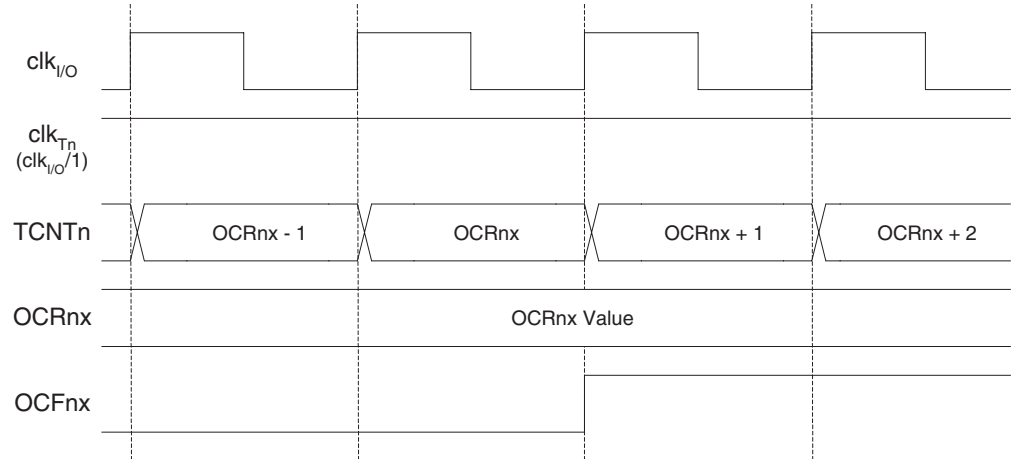 clkI/O
clkTn
(clkI/O/1)
TCNTn
OCRnx - 1
OCRnx
OCRnx + 1
OCRnx + 2
OCRnx
OCRnx Value
OCFnx